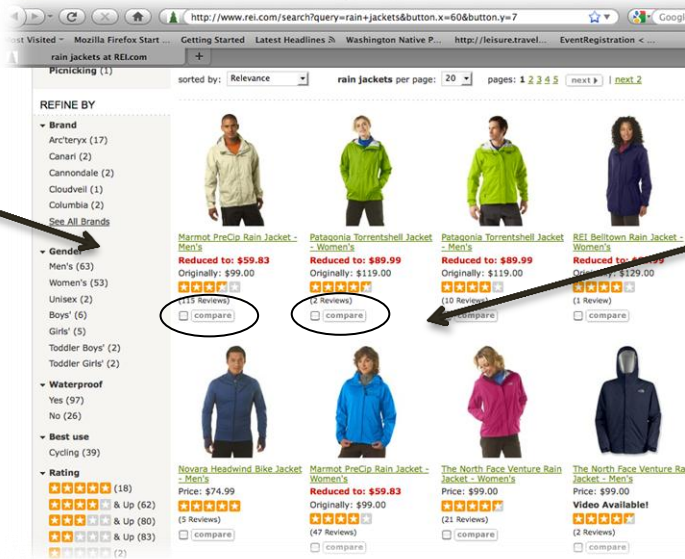 http://www.rei.com/search?query=rain+jackets&button.x=60&button.y=7
Visited
Mozilla Firefox Start ...
Getting Started
Latest Headlines
Washington Native P...
http://leisure.travel...
EventRegistration < ...
rain jackets at REI.com
+
Picnicking (1)
sorted by: Relevance
rain jackets per page: 20
pages: 1 2 3 4 5 next | next 2
REFINE BY
Brand
Arc'teryx (17)
Canari (2)
Cannondale (2)
Cloudveil (1)
Columbia (2)
See All Brands
Gender
Men's (63)
Women's (53)
Unisex (2)
Boys' (6)
Girls' (5)
Toddler Boys' (2)
Toddler Girls' (2)
Waterproof
Yes (97)
No (26)
Best use
Cycling (39)
Rating
(18)
& Up (62)
& Up (80)
& Up (83)
(2)
Marmot PreCip Rain Jacket -
Men's
Reduced to: $59.83
Originally: $99.00
(115 Reviews)
compare
Patagonia Torrentshell Jacket
- Women's
Reduced to: $89.99
Originally: $119.00
(2 Reviews)
compare
Patagonia Torrentshell Jacket
- Men's
Reduced to: $89.99
Originally: $119.00
(10 Reviews)
compare
REI Belltown Rain Jacket -
Women's
Reduced to:
Originally: $129.00
(1 Review)
compare
Novara Headwind Bike Jacket
- Men's
Price: $74.99
(5 Reviews)
compare
Marmot PreCip Rain Jacket -
Women's
Reduced to: $59.83
Originally: $99.00
(47 Reviews)
compare
The North Face Venture Rain
Jacket - Women's
Price: $99.00
(21 Reviews)
compare
The North Face Venture Ra
Jacket - Men's
Price: $99.00
Video Available!
(2 Reviews)
compare